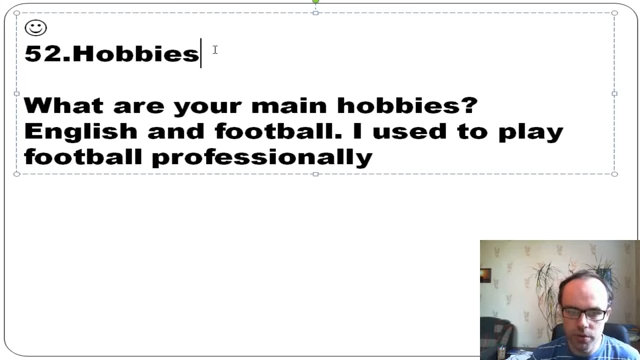 52.Hobbies
What are your main hobbies?
English and football. I used to play
football professionally